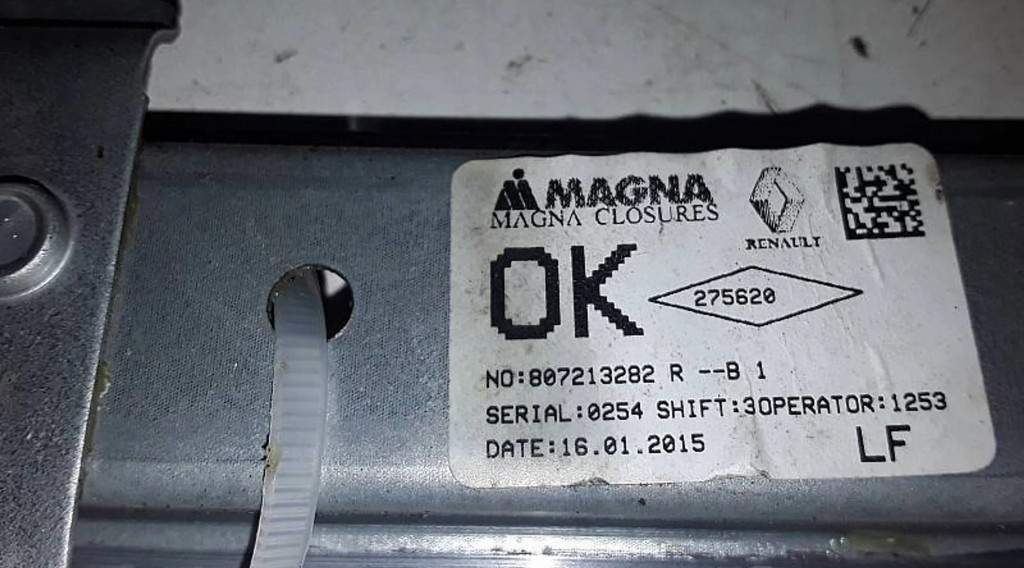 MAGNA
MAGNA CLOSURES
RENAULT
OK
275620
NO:807213282 R --B 1
SERIAL:0254 SHIFT:3OPERATOR:1253
DATE:16.01.2015
LF